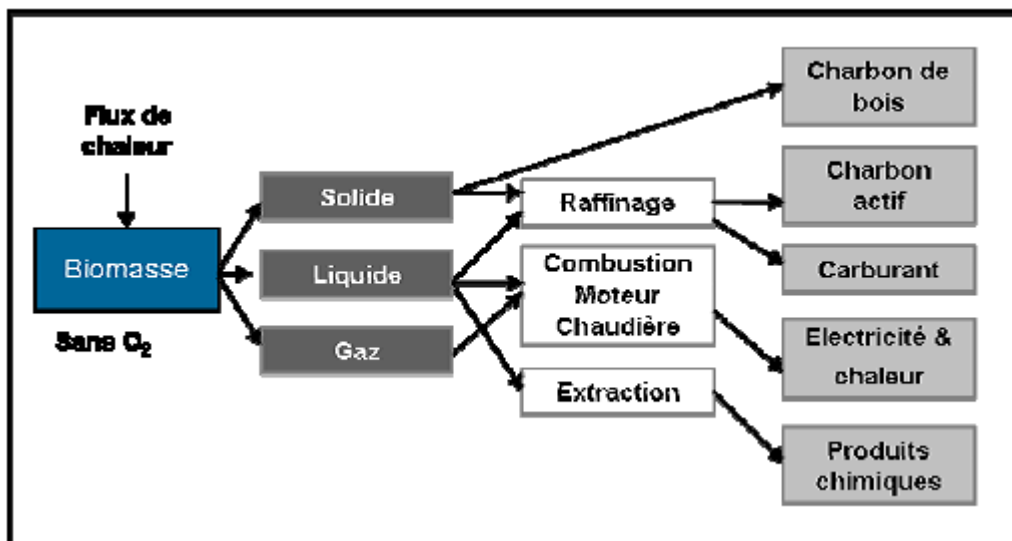 Flux de
chaleur
Biomasse
Sans O₂
Solide
Liquide
Gaz
Raffinage
Combustion
Moteur
Chaudière
Extraction
Charbon de
bois
Charbon
actif
Carburant
Electricité &
chaleur
Produits
chimiques